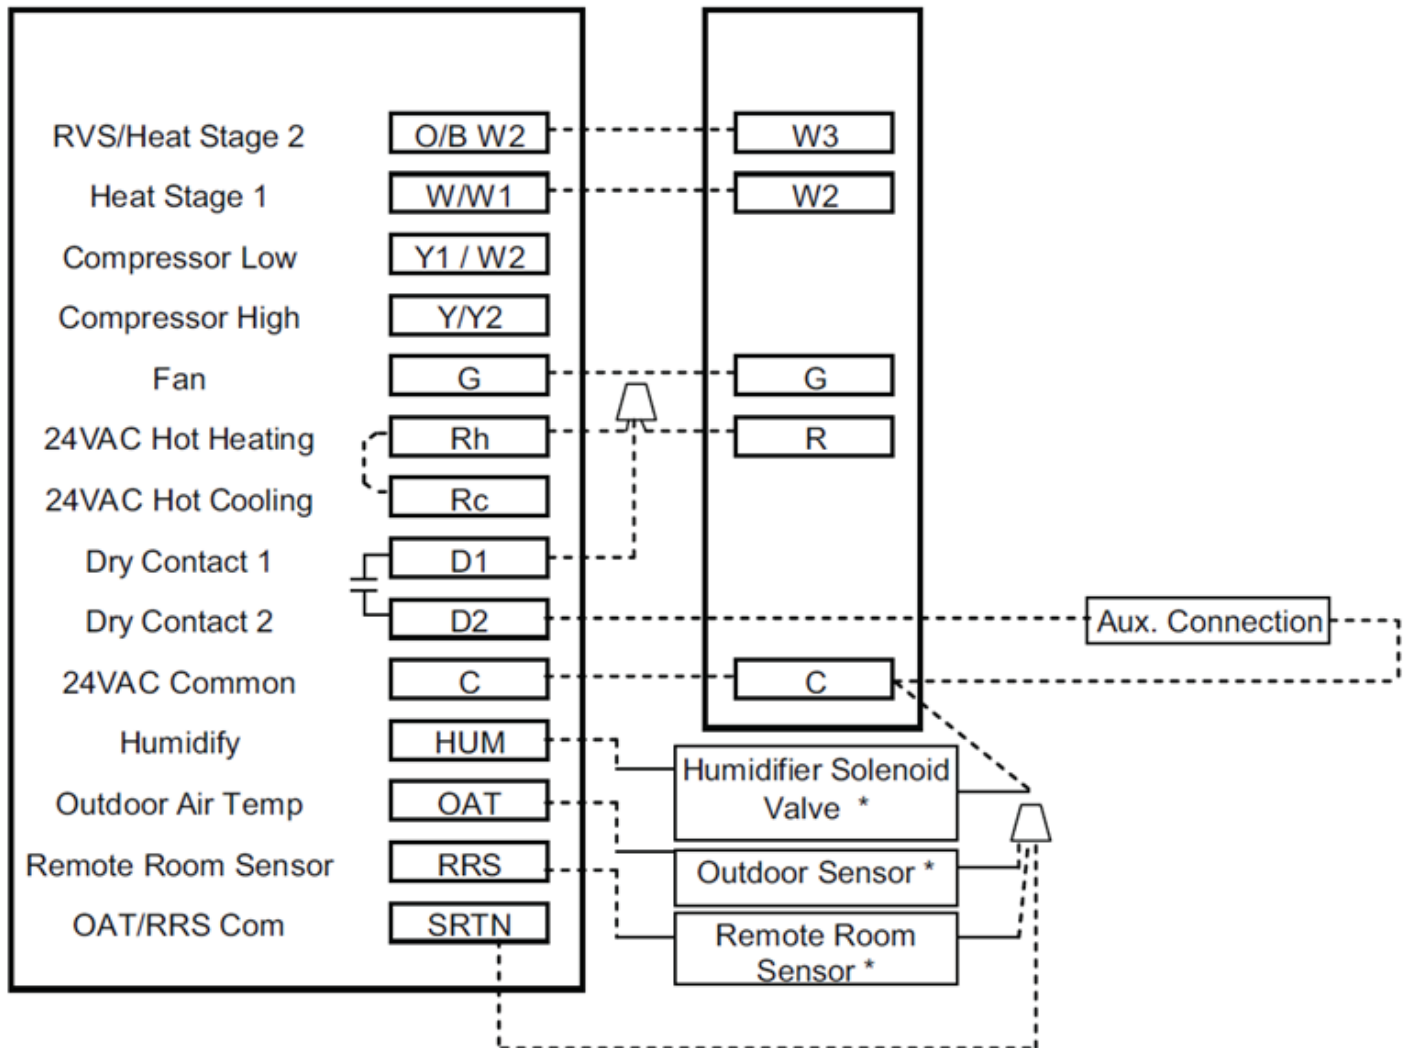 RVS/Heat Stage 2 O/B W2 W3
Heat Stage 1 W/W1 W2
Compressor Low Y1 / W2
Compressor High Y/Y2
Fan G G
24VAC Hot Heating Rh R
24VAC Hot Cooling Rc
Dry Contact 1 D1
Dry Contact 2 D2 Aux. Connection
24VAC Common C C
Humidify HUM
Humidifier Solenoid
Valve *
Outdoor Air Temp OAT
Outdoor Sensor *
Remote Room Sensor RRS
OAT/RRS Com SRTN
Remote Room
Sensor *